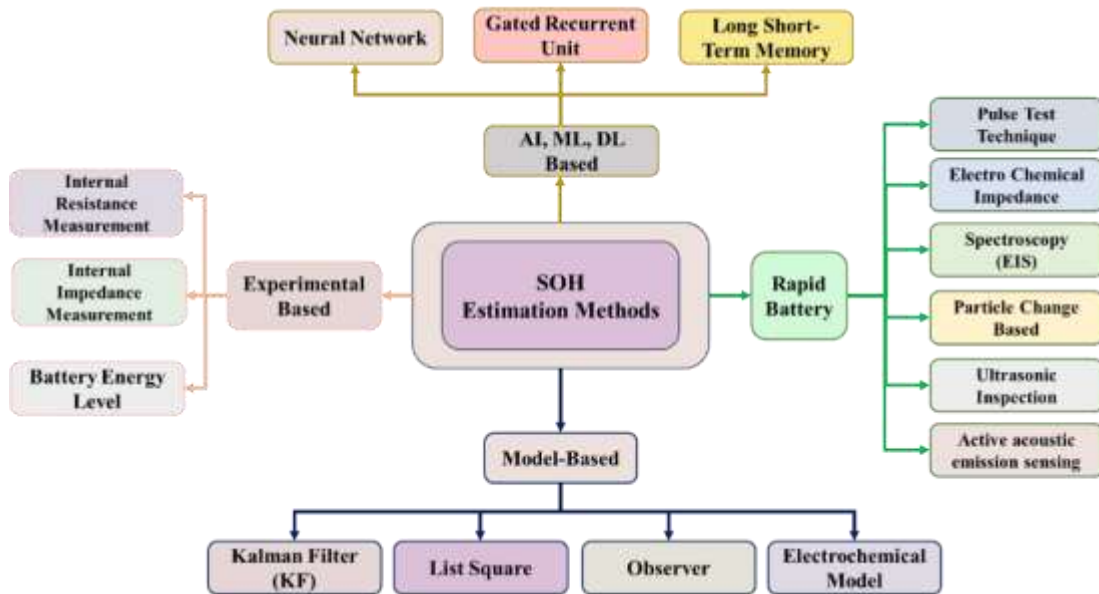 Neural Network
Gated Recurrent
Unit
Long Short-
Term Memory
AI, ML, DL
Based
Internal
Resistance
Measurement
Internal
Impedance
Measurement
Battery Energy
Level
Experimental
Based
SOH
Estimation Methods
Rapid
Battery
Pulse Test
Technique
Electro Chemical
Impedance
Spectroscopy
(EIS)
Particle Change
Based
Ultrasonic
Inspection
Active acoustic
emission sensing
Model-Based
Kalman Filter
(KF)
List Square
Observer
Electrochemical
Model